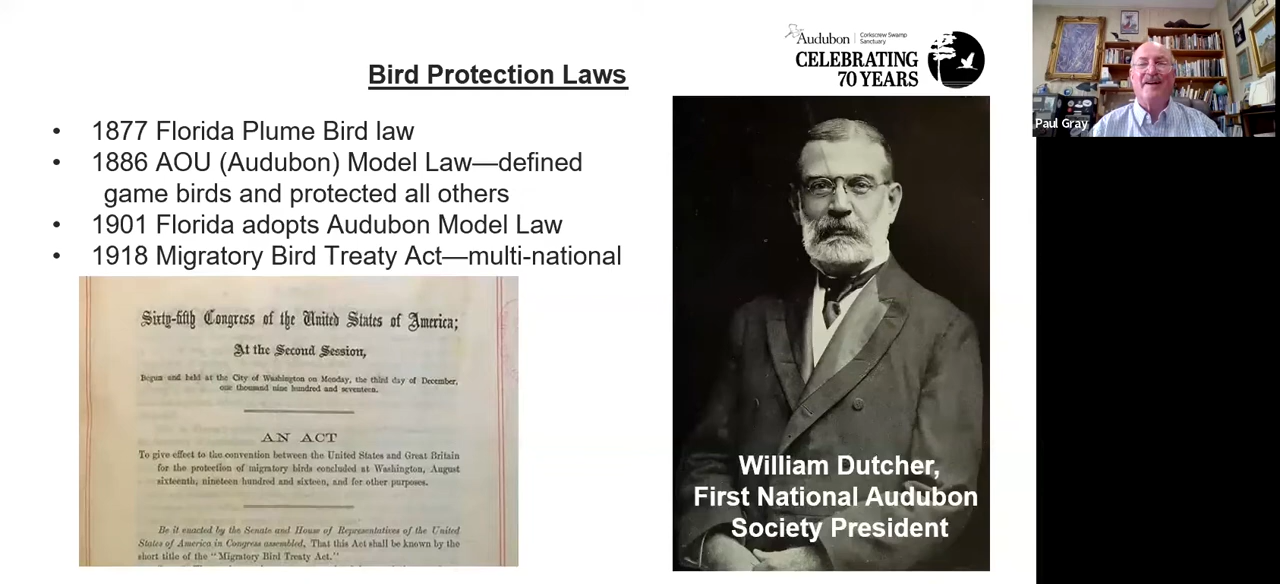 Audubon | Corkscrew Swamp
Sanctuary
CELEBRATING
70 YEARS
Bird Protection Laws
• 1877 Florida Plume Bird law
• 1886 AOU (Audubon) Model Law—defined
game birds and protected all others
• 1901 Florida adopts Audubon Model Law
• 1918 Migratory Bird Treaty Act—multi-national
Sixty-fifth Congress of the United States of America;
At the Second Session,
Begun and held at the City of Washington on Monday, the third day of December,
one thousand nine hundred and seventeen.
AN ACT
To give effect to the convention between the United States and Great Britain
for the protection of migratory birds concluded at Washington, August
sixteenth, nineteen hundred and sixteen, and for other purposes.
Be it enacted by the Senate and House of Representatives of the United
States of America in Congress assembled, That this Act shall be known by the
short title of the "Migratory Bird Treaty Act."
William Dutcher,
First National Audubon
Society President
Paul Gray